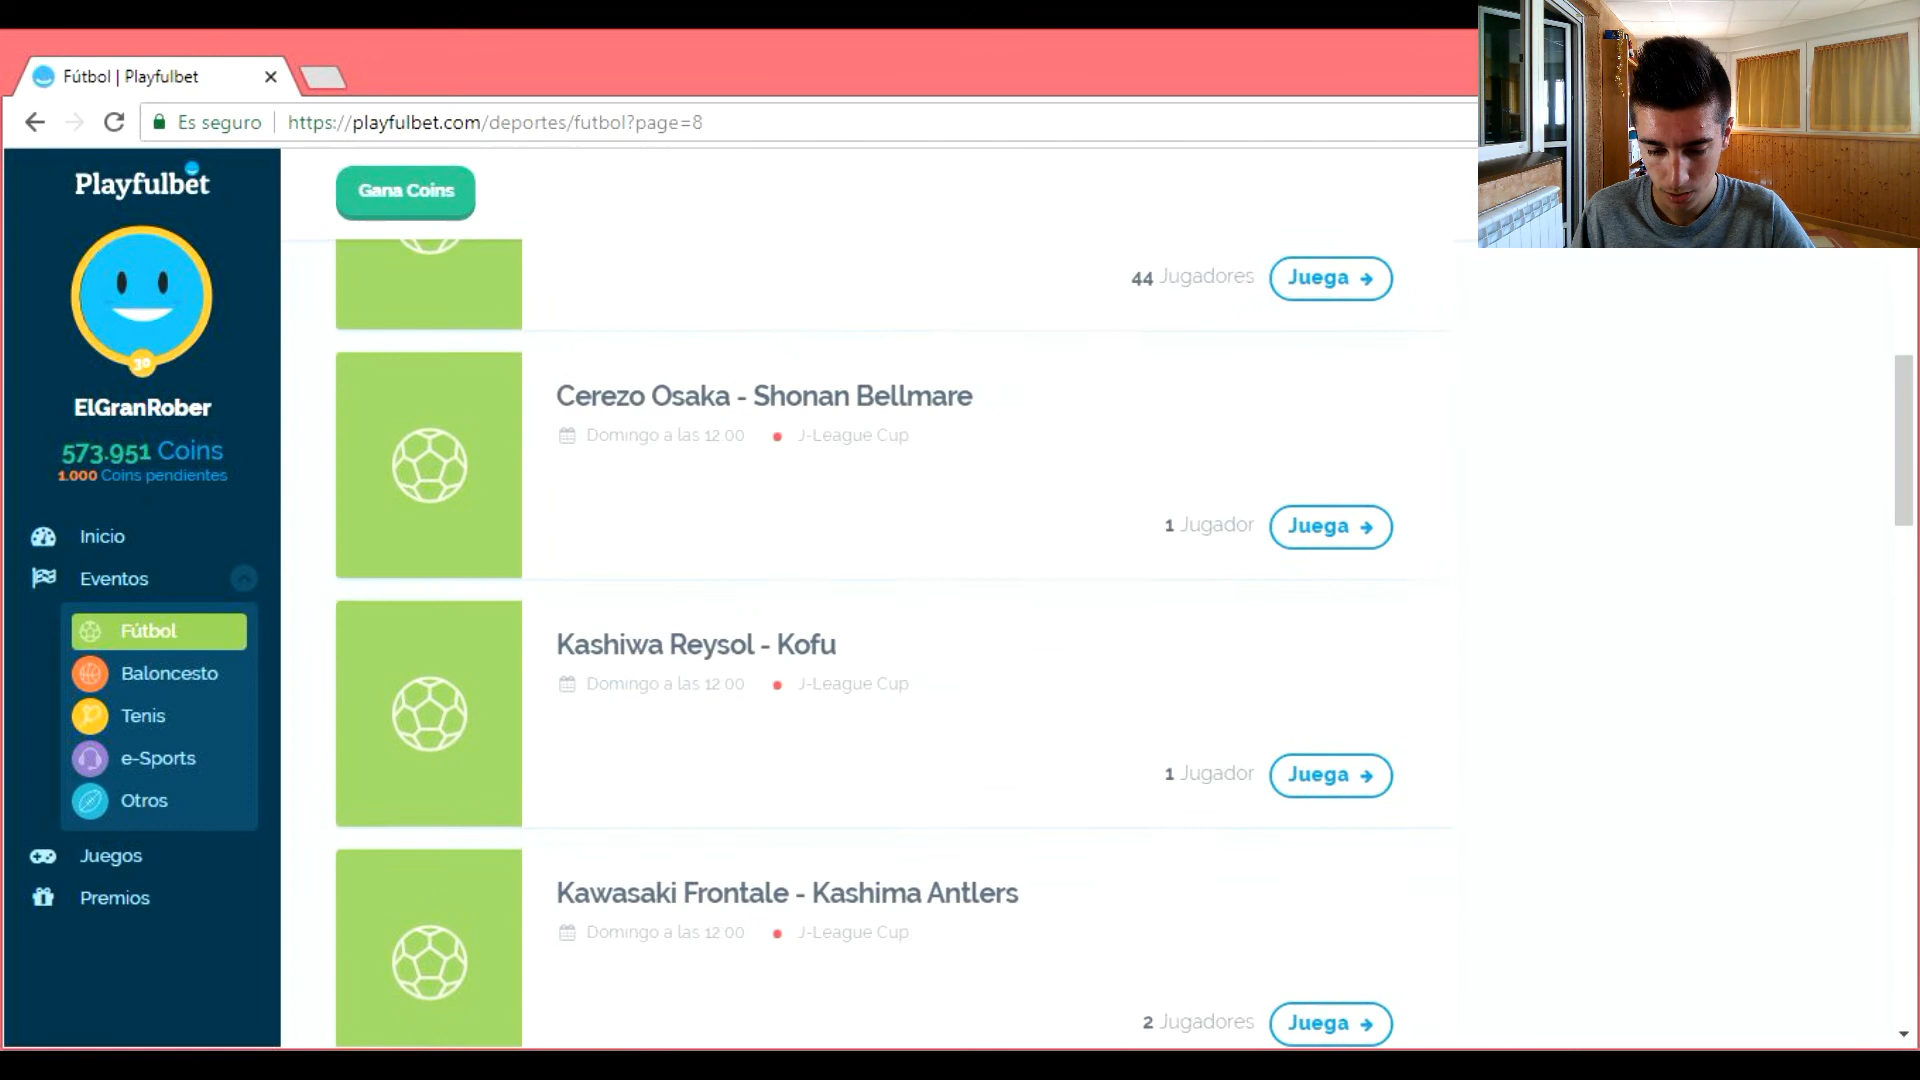 Fútbol | Playfulbet
Es seguro
https://playfulbet.com/deportes/futbol?page=8
Playfulbet
Gana Coins
30
ElGranRober
573.951 Coins
1.000 Coins pendientes
Inicio
Eventos
Fútbol
Baloncesto
Tenis
e-Sports
Otros
Juegos
Premios
44 Jugadores
Juega
Cerezo Osaka - Shonan Bellmare
Domingo a las 12:00
J-League Cup
1 Jugador
Juega
Kashiwa Reysol - Kofu
Domingo a las 12:00
J-League Cup
1 Jugador
Juega
Kawasaki Frontale - Kashima Antlers
Domingo a las 12:00
J-League Cup
2 Jugadores
Juega